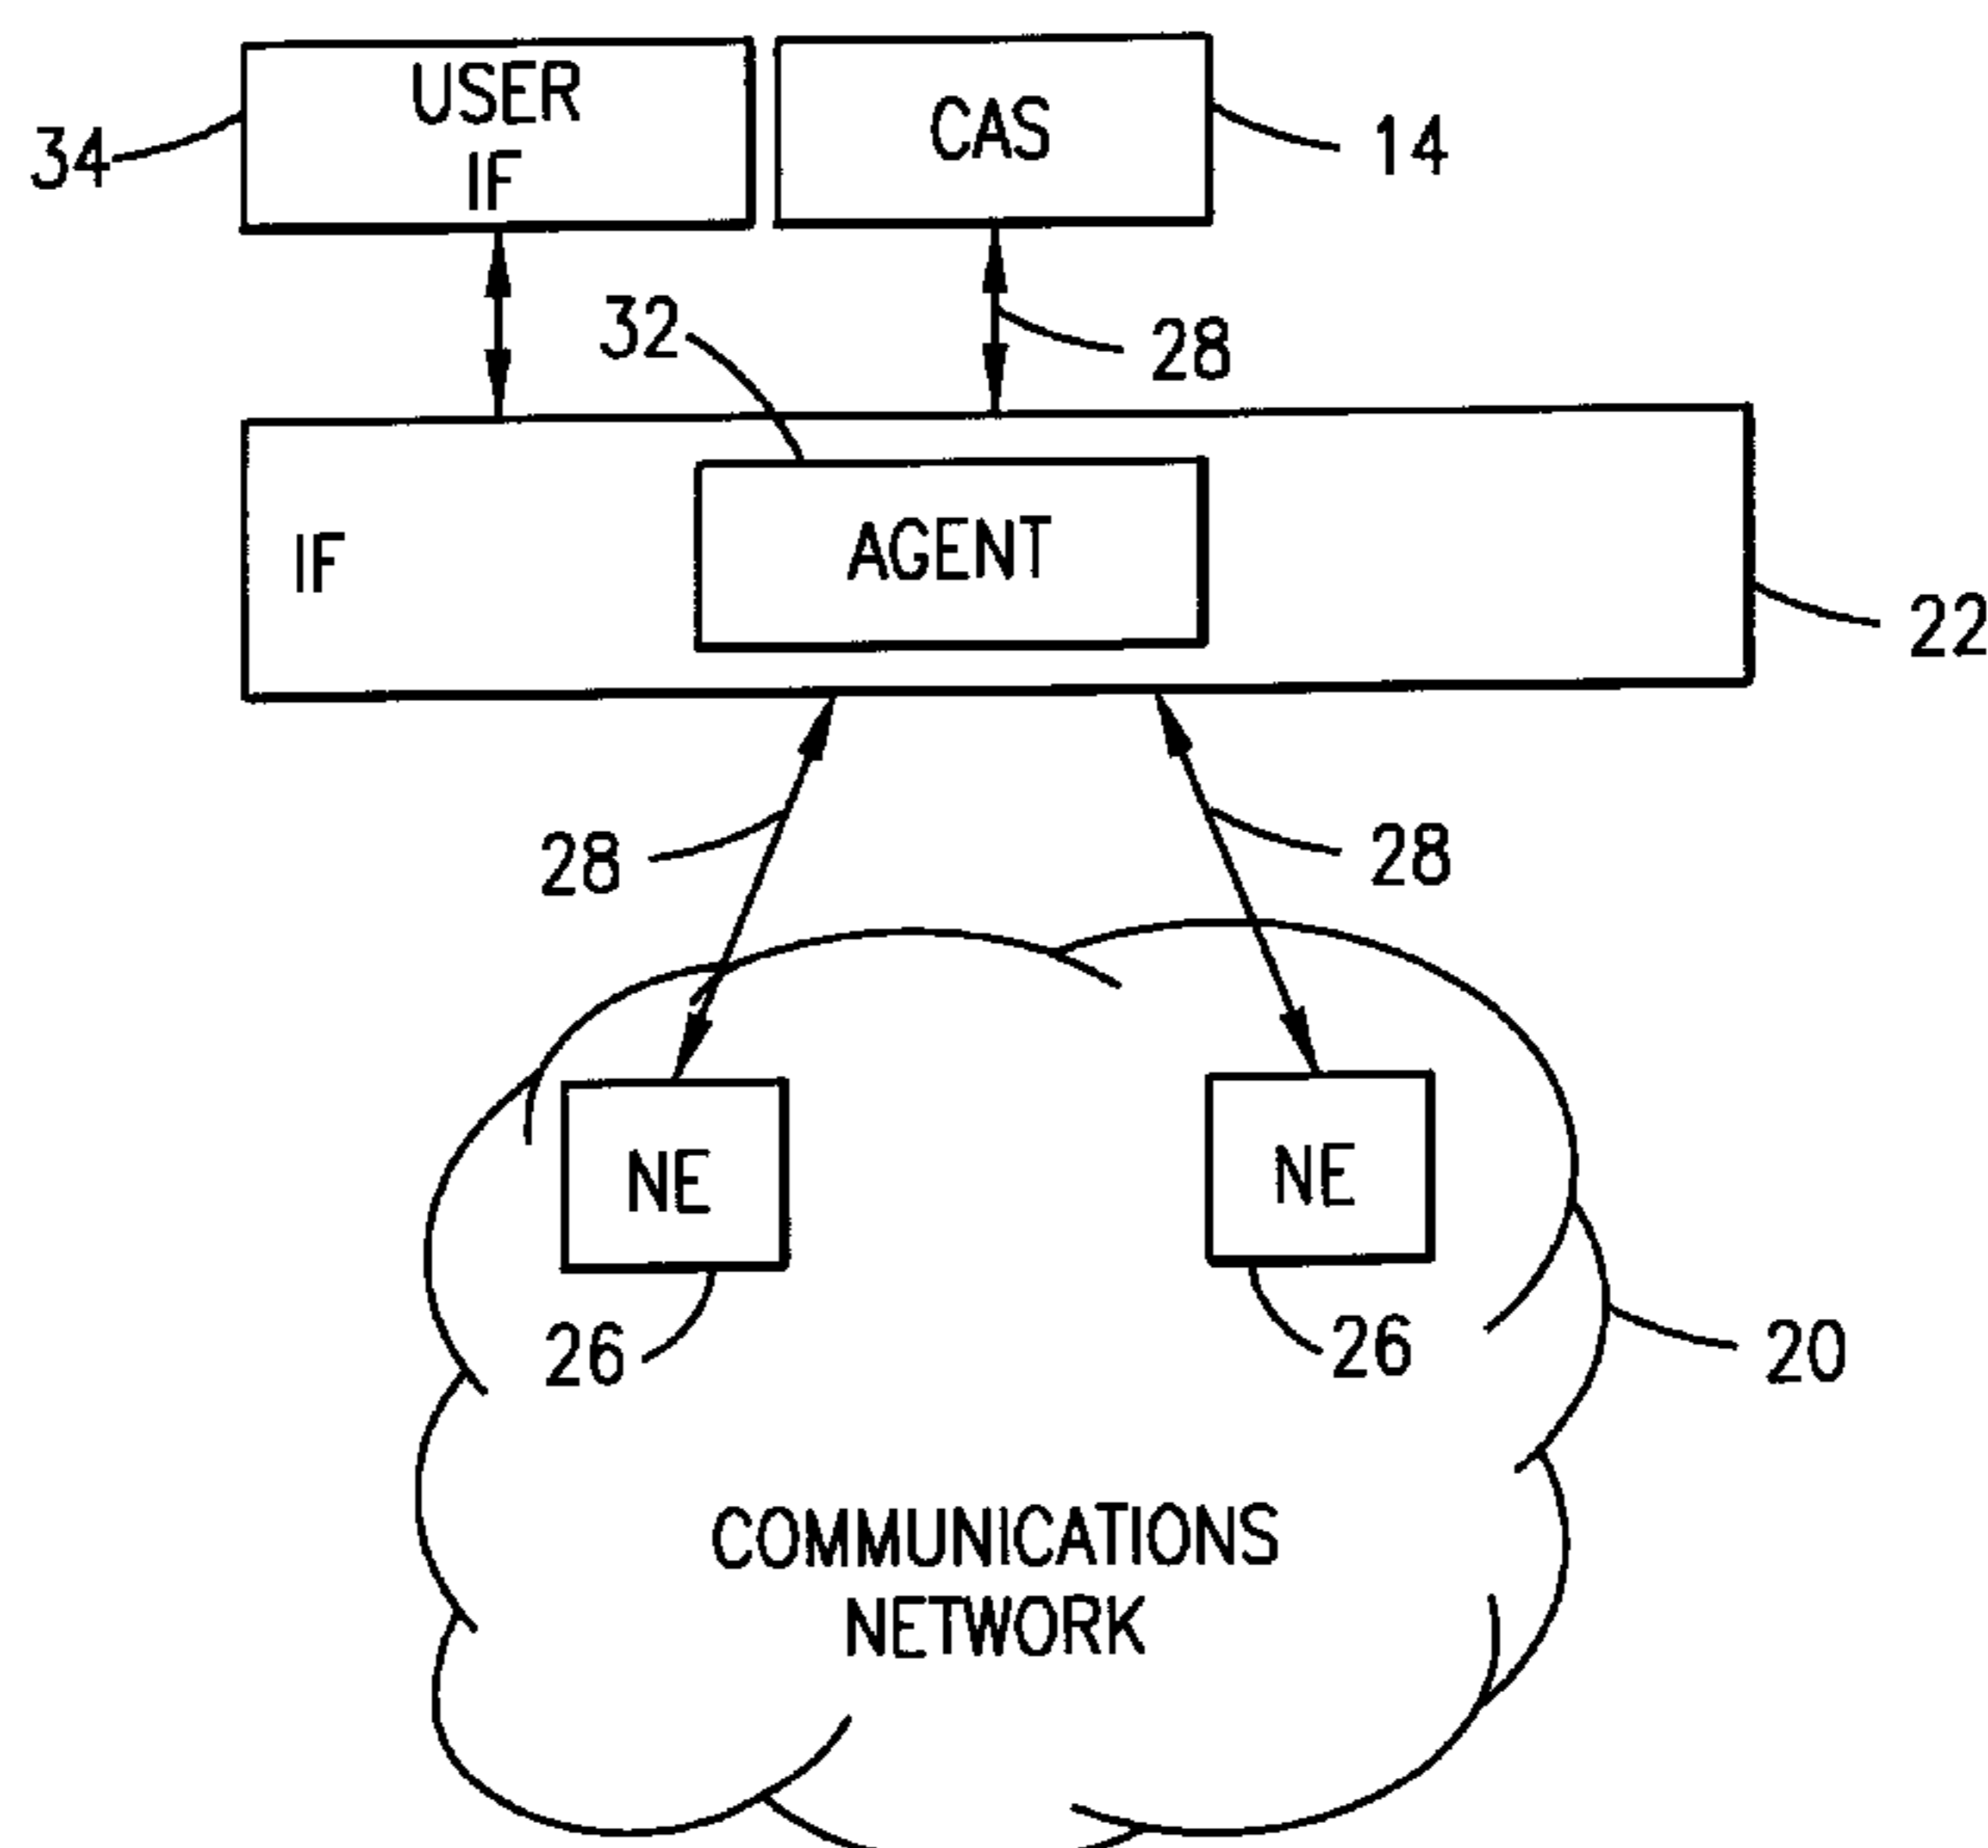 USER
IF
CAS
34
14
32
28
IF
AGENT
22
28
28
NE
NE
26
26
20
COMMUNICATIONS
NETWORK